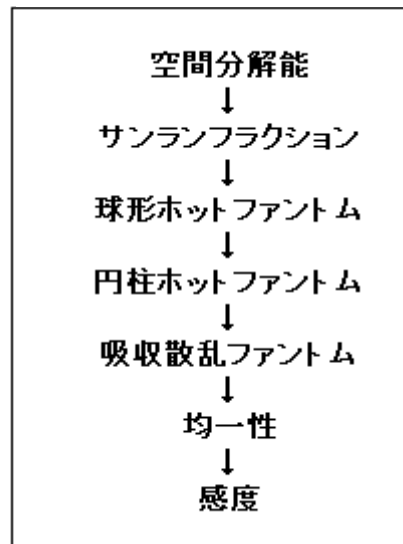 空間分解能
↓
サンランフラクション
↓
球形ホットファントム
↓
円柱ホットファントム
↓
吸収散乱ファントム
↓
均一性
↓
感度